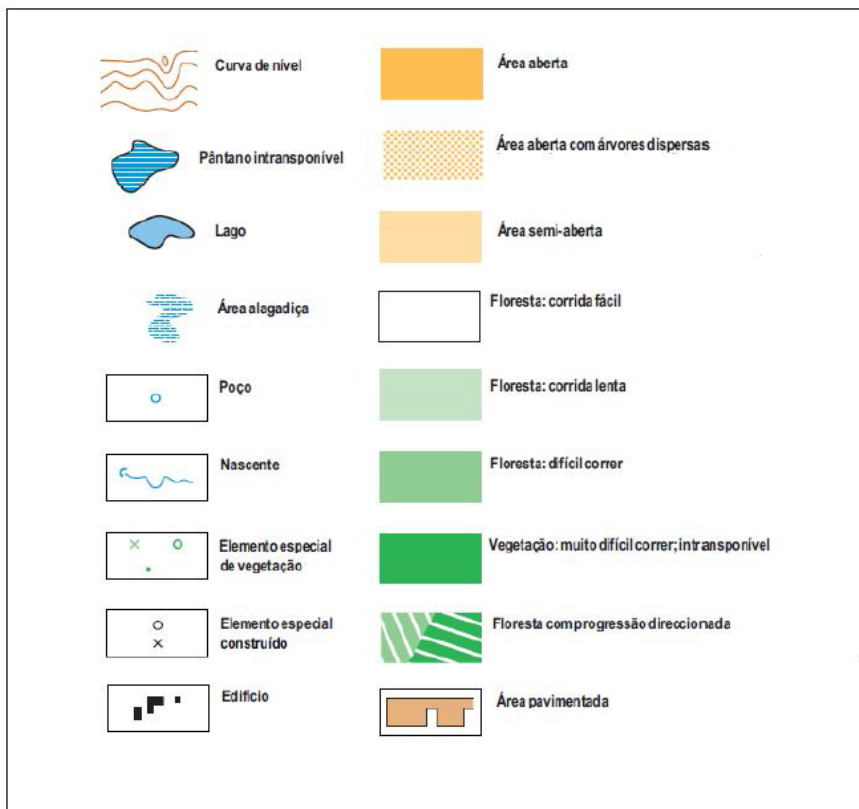 Curva de nível
Pântano intransponível
Lago
Área alagadiça
Poço
Nascente
Elemento especial
de vegetação
Elemento especial
construído
Edifício
Área aberta
Área aberta com árvores dispersas
Área semi-aberta
Floresta: corrida fácil
Floresta: corrida lenta
Floresta: difícil correr
Vegetação: muito difícil correr; intransponível
Floresta com progressão direccionada
Área pavimentada